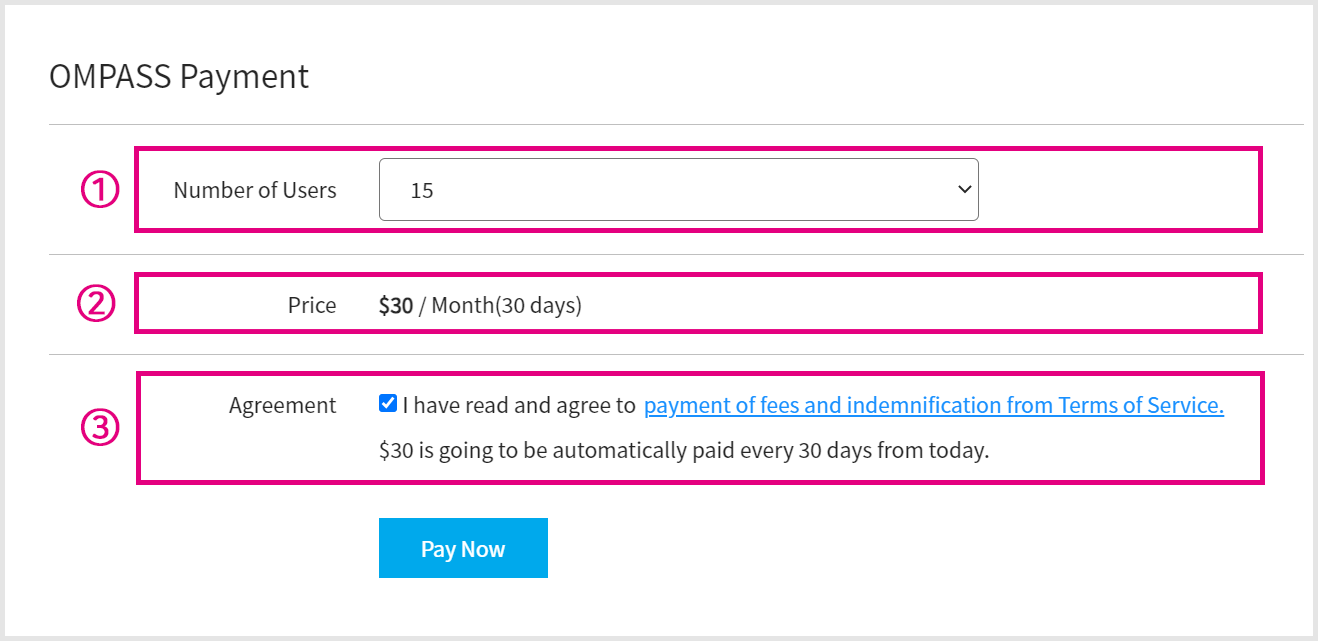 OMPASS Payment
① Number of Users 15
② Price $30 / Month(30 days)
③ Agreement I have read and agree to payment of fees and indemnification from Terms of Service.
$30 is going to be automatically paid every 30 days from today.
Pay Now